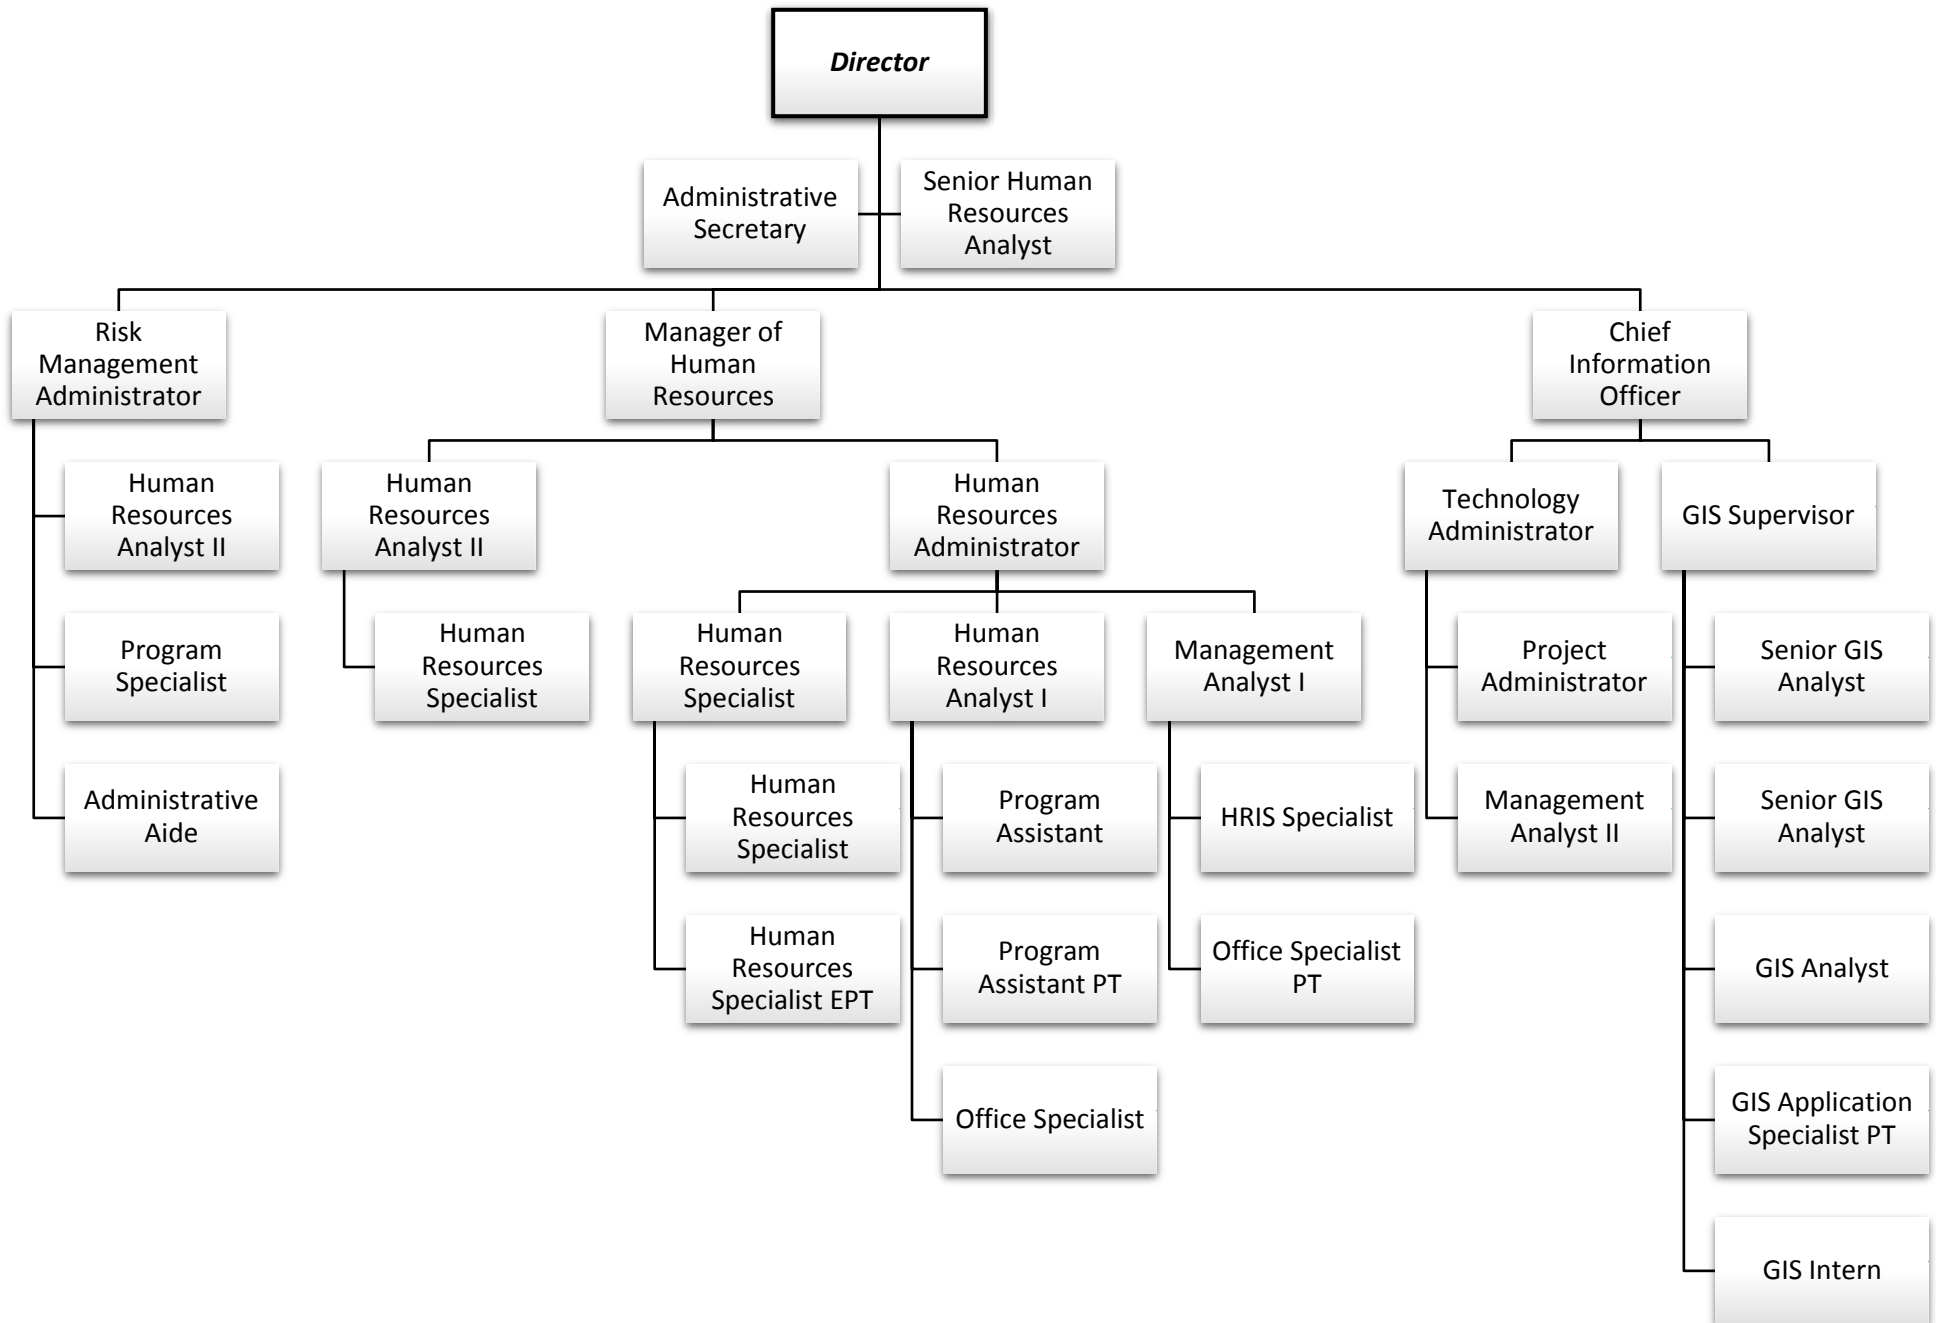 Director
Administrative
Secretary
Senior Human
Resources
Analyst
Risk
Management
Administrator
Manager of
Human
Resources
Chief
Information
Officer
Human
Resources
Analyst II
Program
Specialist
Administrative
Aide
Human
Resources
Analyst II
Human
Resources
Specialist
Human
Resources
Administrator
Human
Resources
Specialist
Human
Resources
Specialist
Human
Resources
Specialist EPT
Human
Resources
Analyst I
Program
Assistant
Program
Assistant PT
Office Specialist
Management
Analyst I
HRIS Specialist
Office Specialist
PT
Technology
Administrator
Project
Administrator
Management
Analyst II
GIS Supervisor
Senior GIS
Analyst
Senior GIS
Analyst
GIS Analyst
GIS Application
Specialist PT
GIS Intern